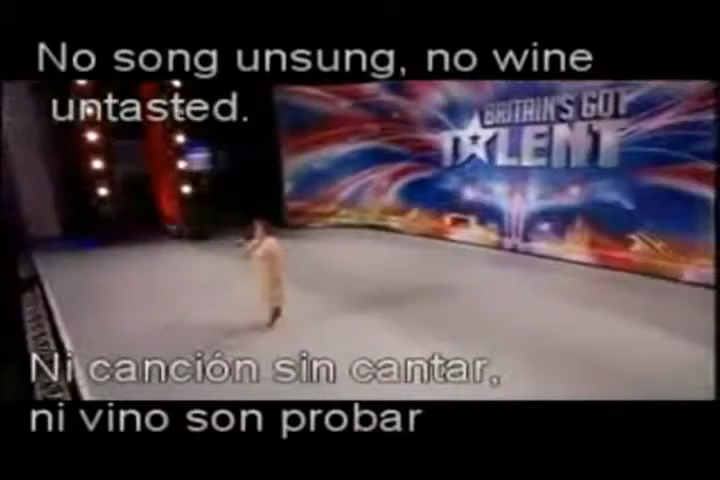 No song unsung, no wine
untasted.
BRITAIN'S GOT
TALENT
Ni canción sin cantar,
ni vino son probar